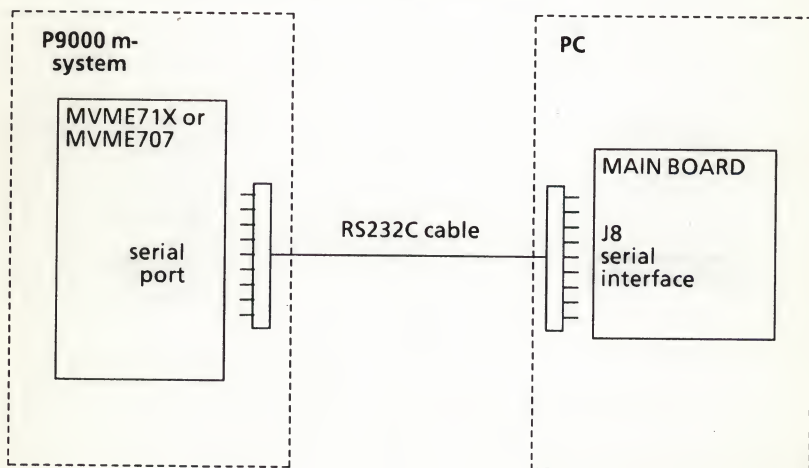 P9000 m-
system
MVME71X or
MVME707
serial
port
RS232C cable
PC
MAIN BOARD
J8
serial
interface